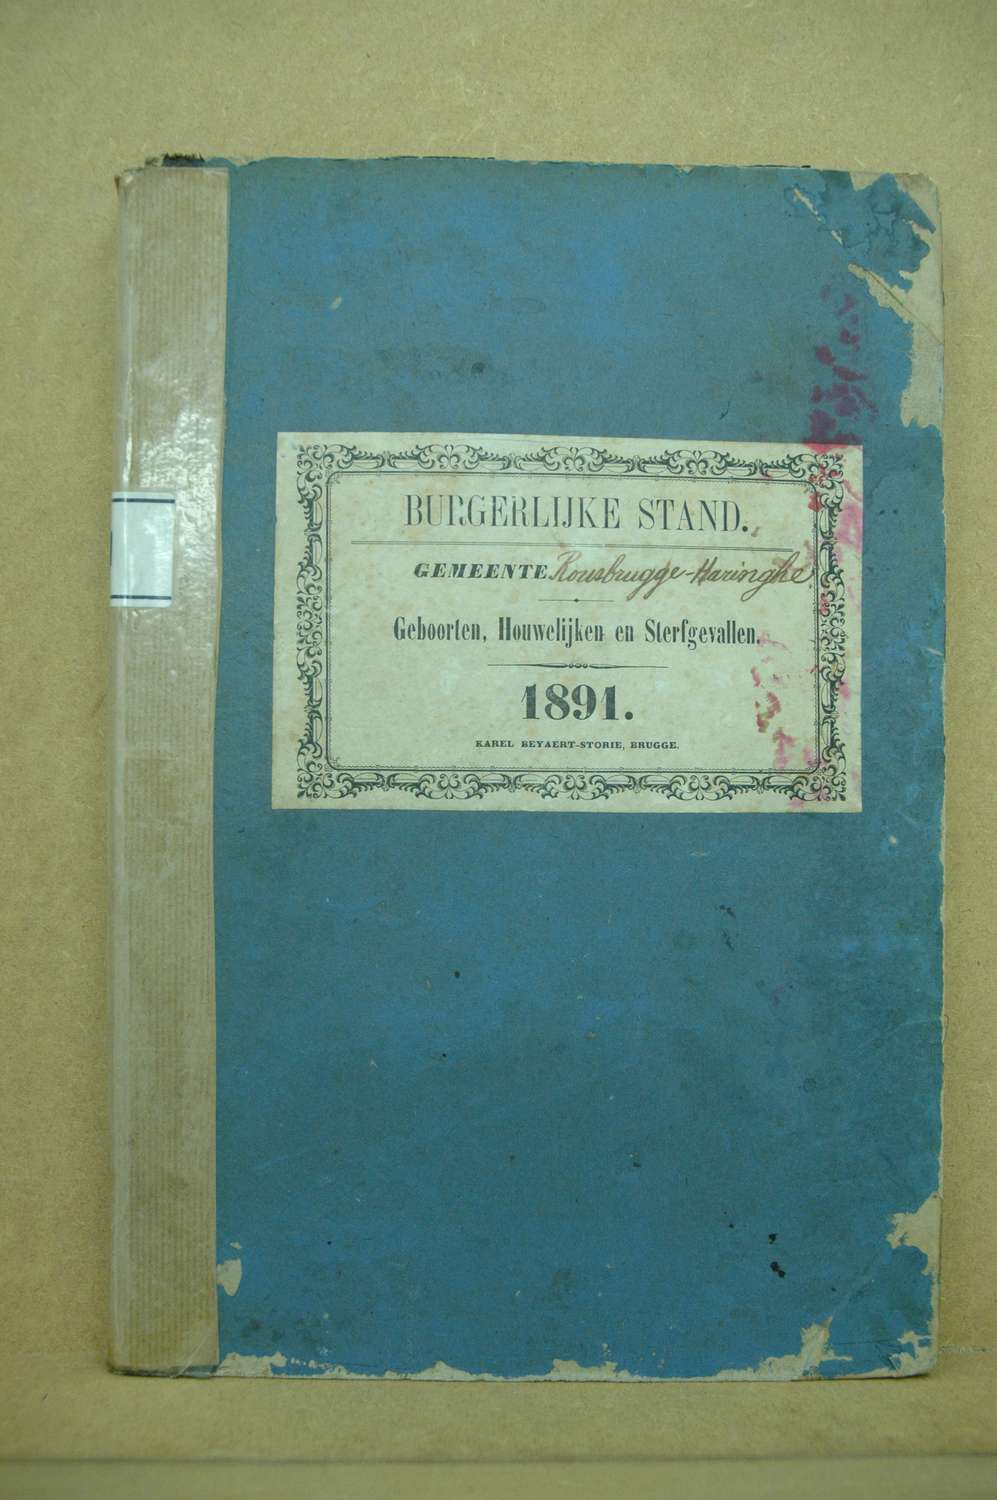 BURGERLIJKE STAND.
GEMEENTE Rousbrugge-Haringhe
Geboorten, Houwelijken en Sterfgevallen.
1891.
KAREL BEYAERT-STORIE, BRUGGE.